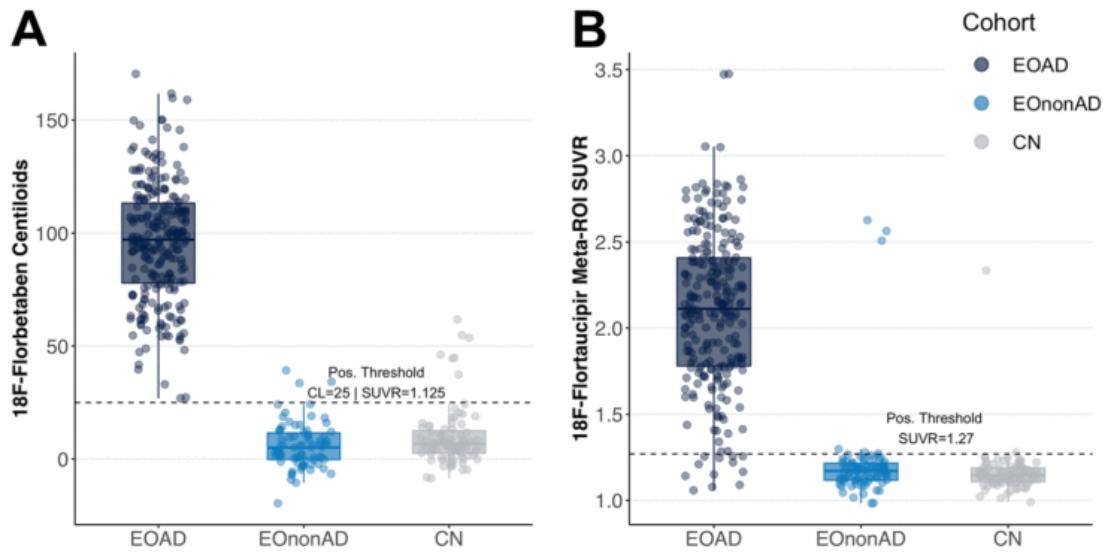 A
18F-Florbetaben Centiloids
150
100
50
0
Pos. Threshold
CL=25 | SUVR=1.125
EOAD
EOnonAD
CN
B
18F-Flortaucipir Meta-ROI SUVR
3.5
3.0
2.5
2.0
1.5
1.0
Pos. Threshold
SUVR=1.27
EOAD
EOnonAD
CN
Cohort
EOAD
EOnonAD
CN